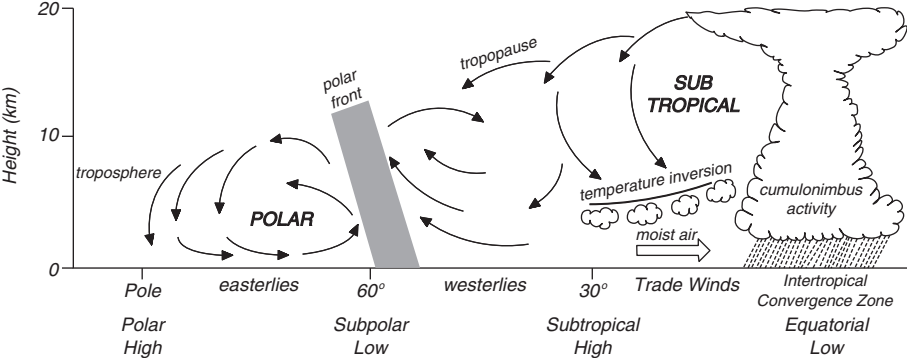 20
10
0
Height (km)
troposphere
POLAR
polar
front
tropopause
SUB
TROPICAL
temperature inversion
moist air
cumulonimbus
activity
Pole
easterlies
60°
westerlies
30°
Trade Winds
Intertropical
Convergence Zone
Polar
High
Subpolar
Low
Subtropical
High
Equatorial
Low